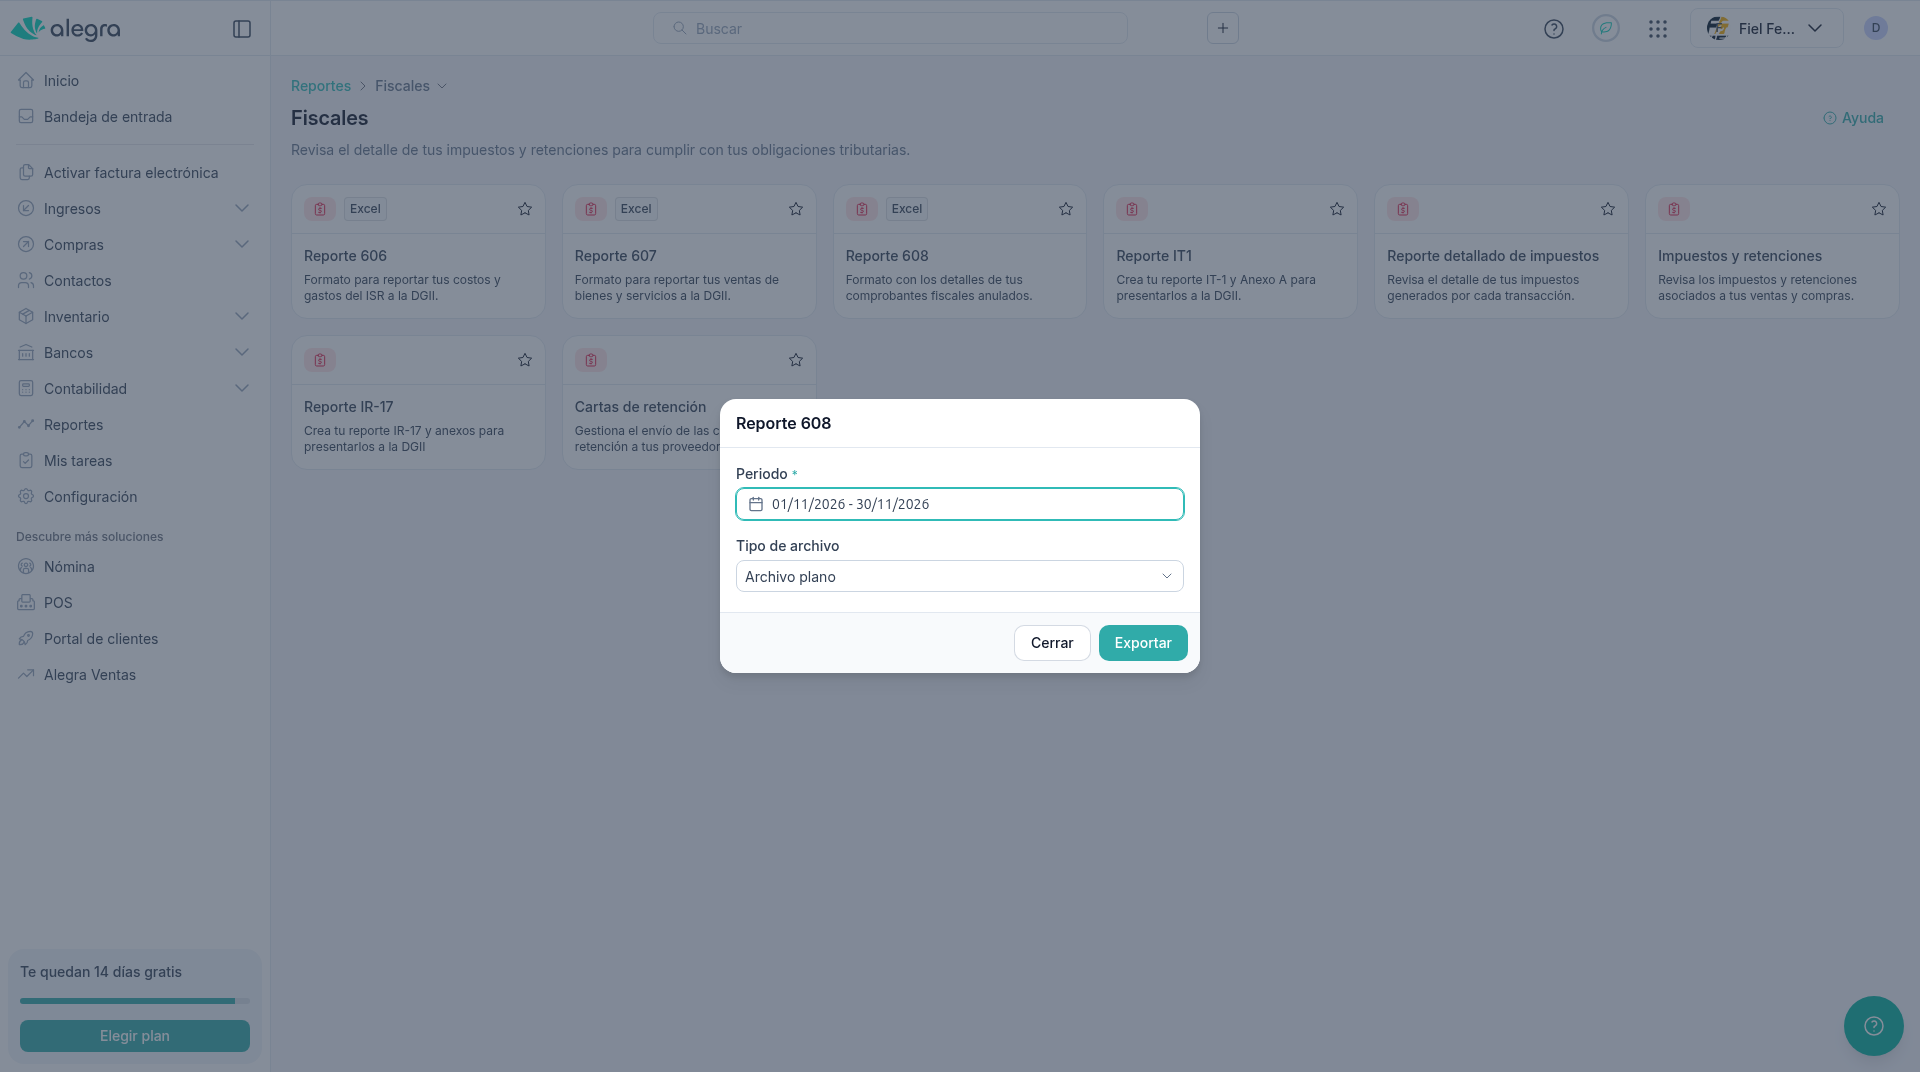 alegra
Buscar
Fiel Fe...
D
Inicio
Bandeja de entrada
Activar factura electrónica
Ingresos
Compras
Contactos
Inventario
Bancos
Contabilidad
Reportes
Mis tareas
Configuración
Descubre más soluciones
Nómina
POS
Portal de clientes
Alegra Ventas
Te quedan 14 días gratis
Elegir plan
Reportes > Fiscales
Fiscales
Ayuda
Revisa el detalle de tus impuestos y retenciones para cumplir con tus obligaciones tributarias.
Excel
Reporte 606
Formato para reportar tus costos y
gastos del ISR a la DGII.
Excel
Reporte 607
Formato para reportar tus ventas de
bienes y servicios a la DGII.
Excel
Reporte 608
Formato con los detalles de tus
comprobantes fiscales anulados.
Reporte IT1
Crea tu reporte IT-1 y Anexo A para
presentarlos a la DGII.
Reporte detallado de impuestos
Revisa el detalle de tus impuestos
generados por cada transacción.
Impuestos y retenciones
Revisa los impuestos y retenciones
asociados a tus ventas y compras.
Reporte IR-17
Crea tu reporte IR-17 y anexos para
presentarlos a la DGII
Cartas de retención
Gestiona el envío de las c
retención a tus proveedor
Reporte 608
Periodo *
01/11/2026 - 30/11/2026
Tipo de archivo
Archivo plano
Cerrar
Exportar